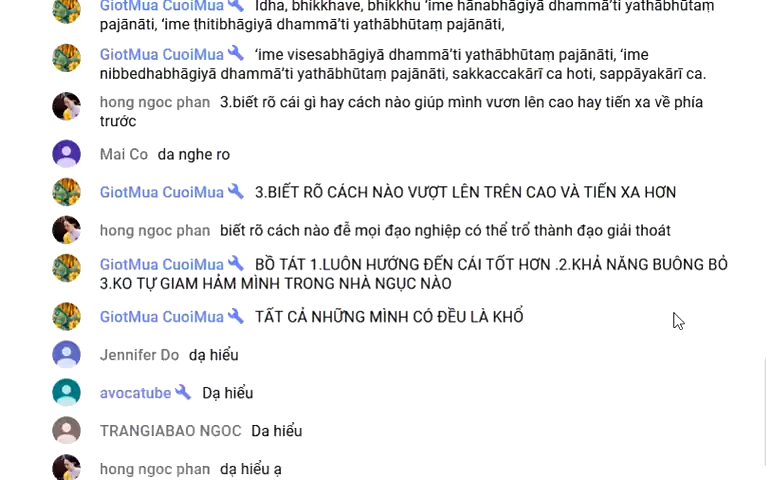 GiotMua CuoiMua Idha, bhikkhave, bhikkhu ‘ime hānabhāgiyā dhammā’ti yathābhūtaṃ
pajānāti, ‘ime ṭhitibhāgiyā dhammā’ti yathābhūtaṃ pajānāti,
GiotMua CuoiMua ‘ime visesabhāgiyā dhammā’ti yathābhūtaṃ pajānāti, ‘ime
nibbedhabhāgiyā dhammā’ti yathābhūtaṃ pajānāti, sakkaccakārī ca hoti, sappāyakārī ca.
hong ngoc phan 3.biết rõ cái gì hay cách nào giúp mình vươn lên cao hay tiến xa về phía
trước
Mai Co da nghe ro
GiotMua CuoiMua 3.BIẾT RÕ CÁCH NÀO VƯỢT LÊN TRÊN CAO VÀ TIẾN XA HƠN
hong ngoc phan biết rõ cách nào để mọi đạo nghiệp có thể trổ thành đạo giải thoát
GiotMua CuoiMua BỒ TÁT 1.LUÔN HƯỚNG ĐẾN CÁI TỐT HƠN .2.KHẢ NĂNG BUÔNG BỎ
3.KO TỰ GIAM HẢM MÌNH TRONG NHÀ NGỤC NÀO
GiotMua CuoiMua TẤT CẢ NHỮNG MÌNH CÓ ĐỀU LÀ KHỔ
Jennifer Do dạ hiểu
avocatube Dạ hiểu
TRANGIABAO NGOC Da hiểu
hong ngoc phan dạ hiểu ạ